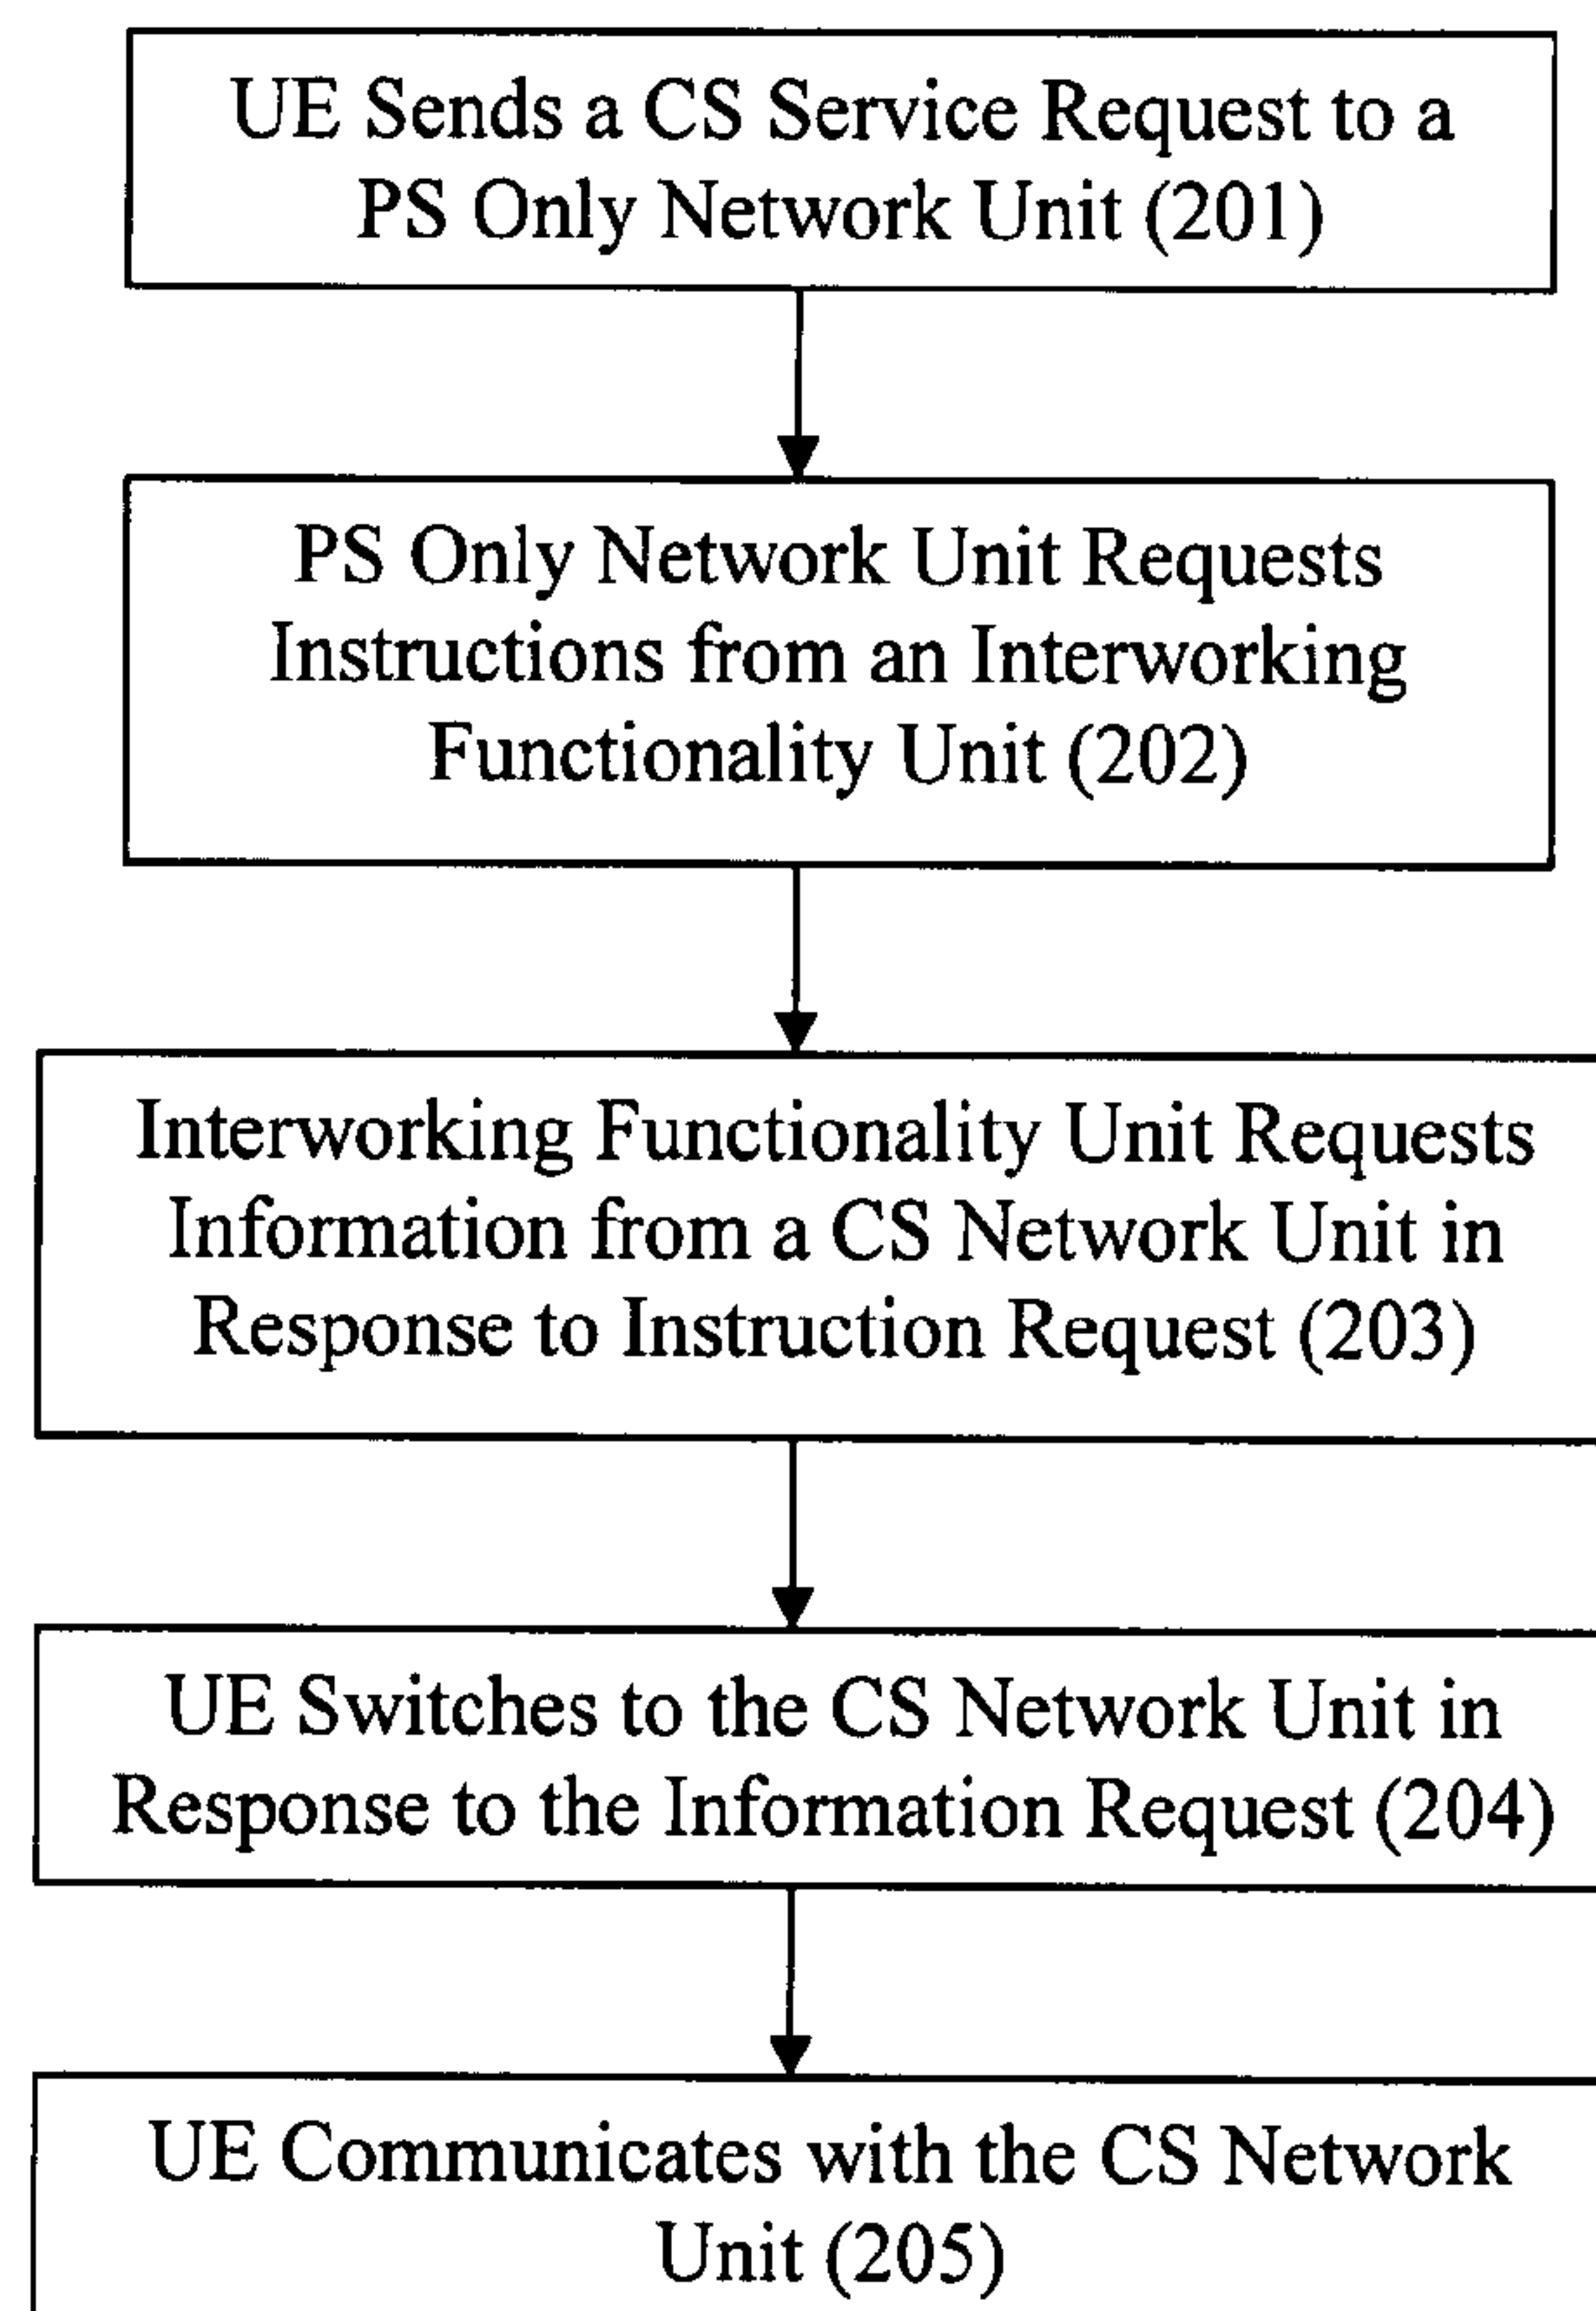 UE Sends a CS Service Request to a
PS Only Network Unit (201)
PS Only Network Unit Requests
Instructions from an Interworking
Functionality Unit (202)
Interworking Functionality Unit Requests
Information from a CS Network Unit in
Response to Instruction Request (203)
UE Switches to the CS Network Unit in
Response to the Information Request (204)
UE Communicates with the CS Network
Unit (205)